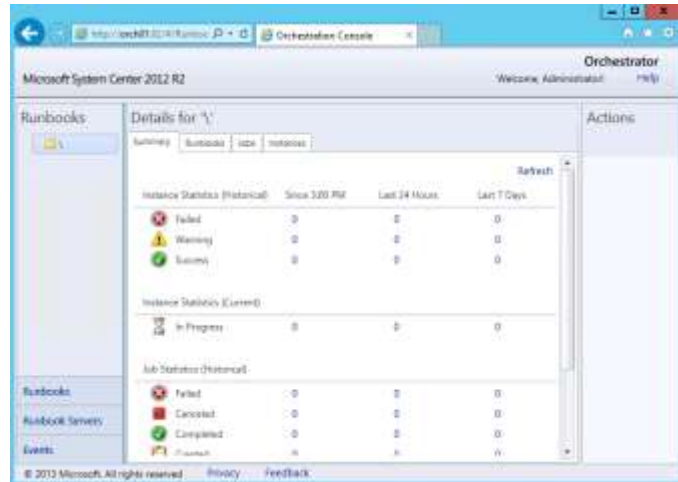 Orchestration Console
Orchestrator
Microsoft System Center 2012 R2
Welcome, Administrator!
Help
Runbooks
Details for '\'
Actions
\
Summary
Runbooks
Jobs
Instances
Refresh
Instance Statistics (Historical) Since 3:00 PM Last 24 Hours Last 7 Days
Failed 0 0 0
Warning 0 0 0
Success 0 0 0
Instance Statistics (Current)
In Progress 0 0 0
Job Statistics (Historical)
Failed 0 0 0
Canceled 0 0 0
Completed 0 0 0
Runbooks
Runbook Servers
Events
© 2013 Microsoft. All rights reserved Privacy Feedback